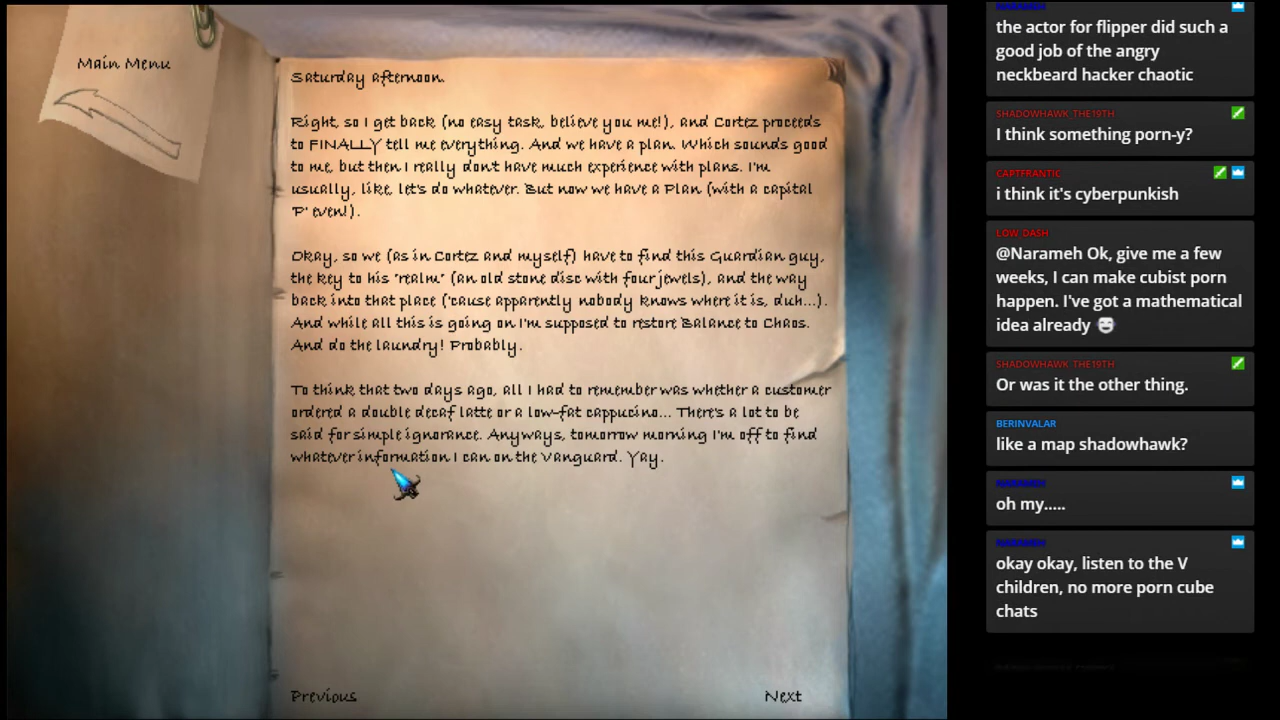 Main Menu
Saturday afternoon.
Right, so I get back (no easy task, believe you me!), and Cortez proceeds
to FINALLY tell me everything. And we have a plan. Which sounds good
to me, but then I really don't have much experience with plans. I'm
usually, like, let's do whatever. But now we have a Plan (with a capital
'P' even!).
Okay, so we (as in Cortez and myself) have to find this Guardian guy,
the key to his "realm" (an old stone disc with four jewels), and the way
back into that place ('cause apparently nobody knows where it is, duh...).
And while all this is going on I'm supposed to restore Balance to Chaos.
And do the laundry! Probably.
To think that two days ago, all I had to remember was whether a customer
ordered a double decaf latte or a low-fat cappucino... There's a lot to be
said for simple ignorance. Anyways, tomorrow morning I'm off to find
whatever information I can on the Vanguard. Yay.
Previous
Next
NARAMEH
the actor for flipper did such a
good job of the angry
neckbeard hacker chaotic
SHADOWHAWK THE19TH
I think something porn-y?
CAPTFRANTIC
i think it's cyberpunkish
LOW_DASH
@Narameh Ok, give me a few
weeks, I can make cubist porn
happen. I've got a mathematical
idea already
SHADOWHAWK THE19TH
Or was it the other thing.
BERINVALAR
like a map shadowhawk?
NARAMEH
oh my.....
NARAMEH
okay okay, listen to the V
children, no more porn cube
chats